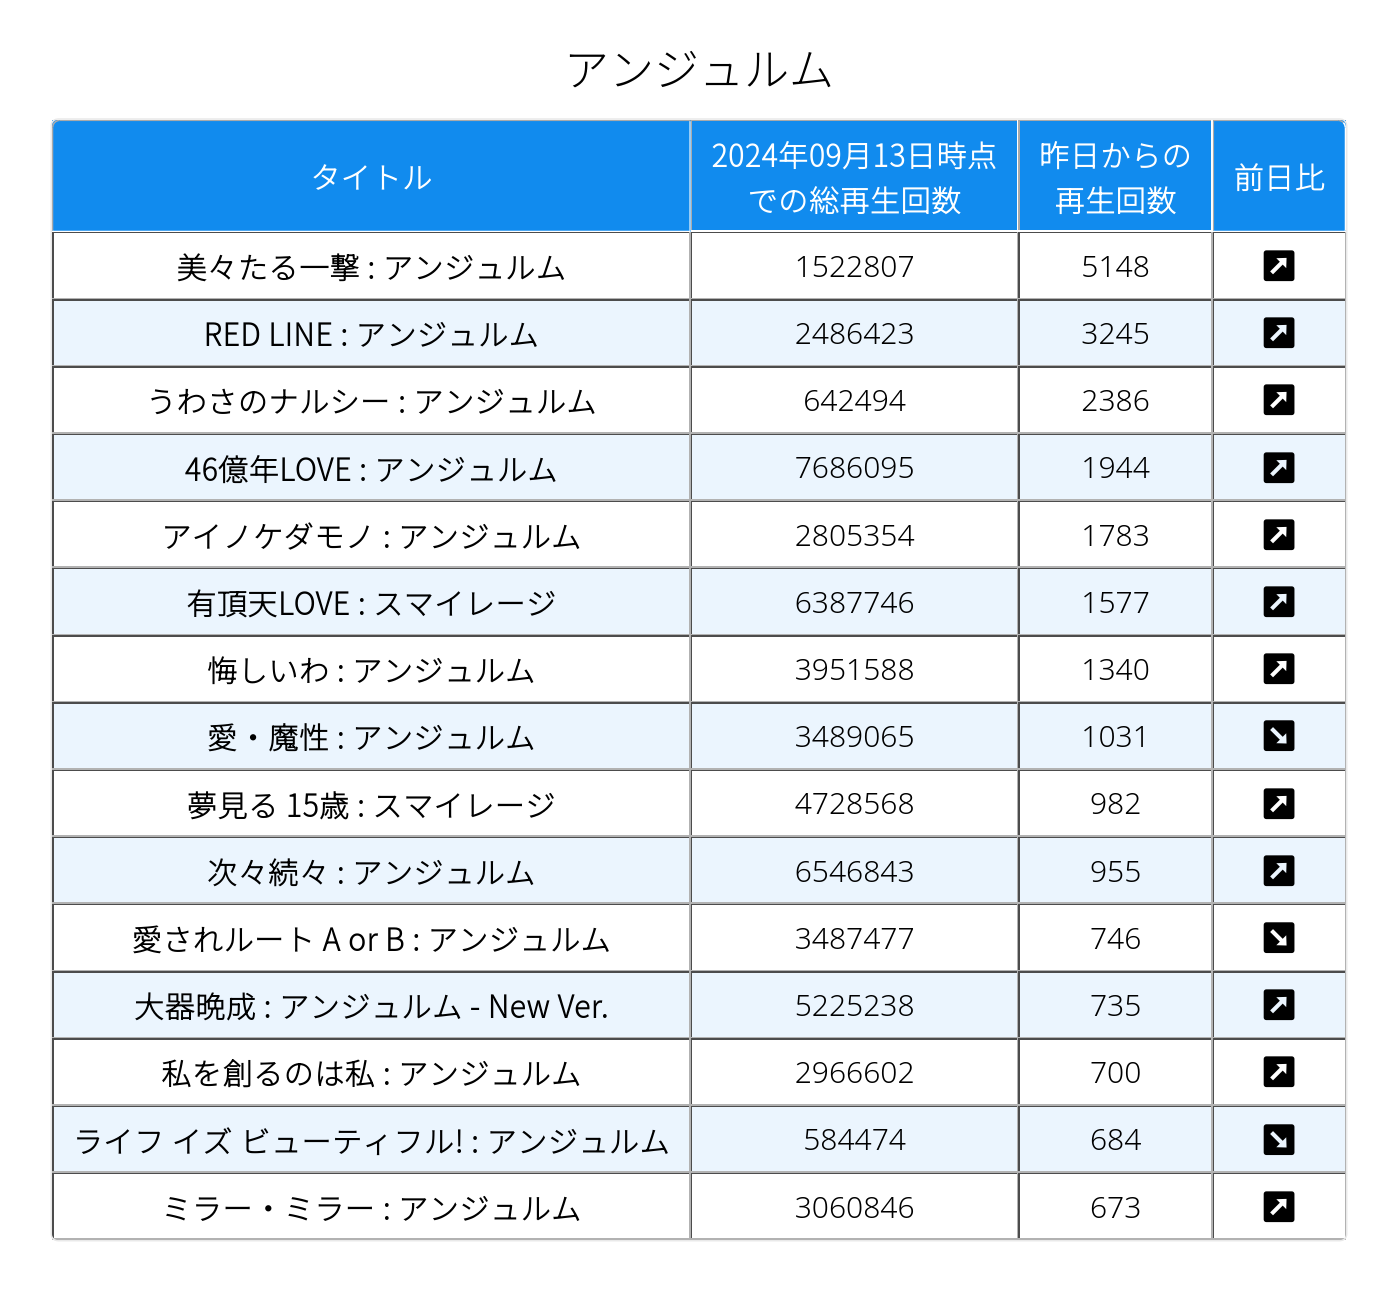 アンジュルム
タイトル 2024年09月13日時点での総再生回数 昨日からの再生回数 前日比
美々たる一撃 : アンジュルム 1522807 5148 ↗
RED LINE : アンジュルム 2486423 3245 ↗
うわさのナルシー : アンジュルム 642494 2386 ↗
46億年LOVE : アンジュルム 7686095 1944 ↗
アイノケダモノ : アンジュルム 2805354 1783 ↗
有頂天LOVE : スマイレージ 6387746 1577 ↗
悔しいわ : アンジュルム 3951588 1340 ↗
愛・魔性 : アンジュルム 3489065 1031 ↘
夢見る 15歳 : スマイレージ 4728568 982 ↗
次々続々 : アンジュルム 6546843 955 ↗
愛されルート A or B : アンジュルム 3487477 746 ↘
大器晩成 : アンジュルム - New Ver. 5225238 735 ↗
私を創るのは私 : アンジュルム 2966602 700 ↗
ライフ イズ ビューティフル! : アンジュルム 584474 684 ↘
ミラー・ミラー : アンジュルム 3060846 673 ↗